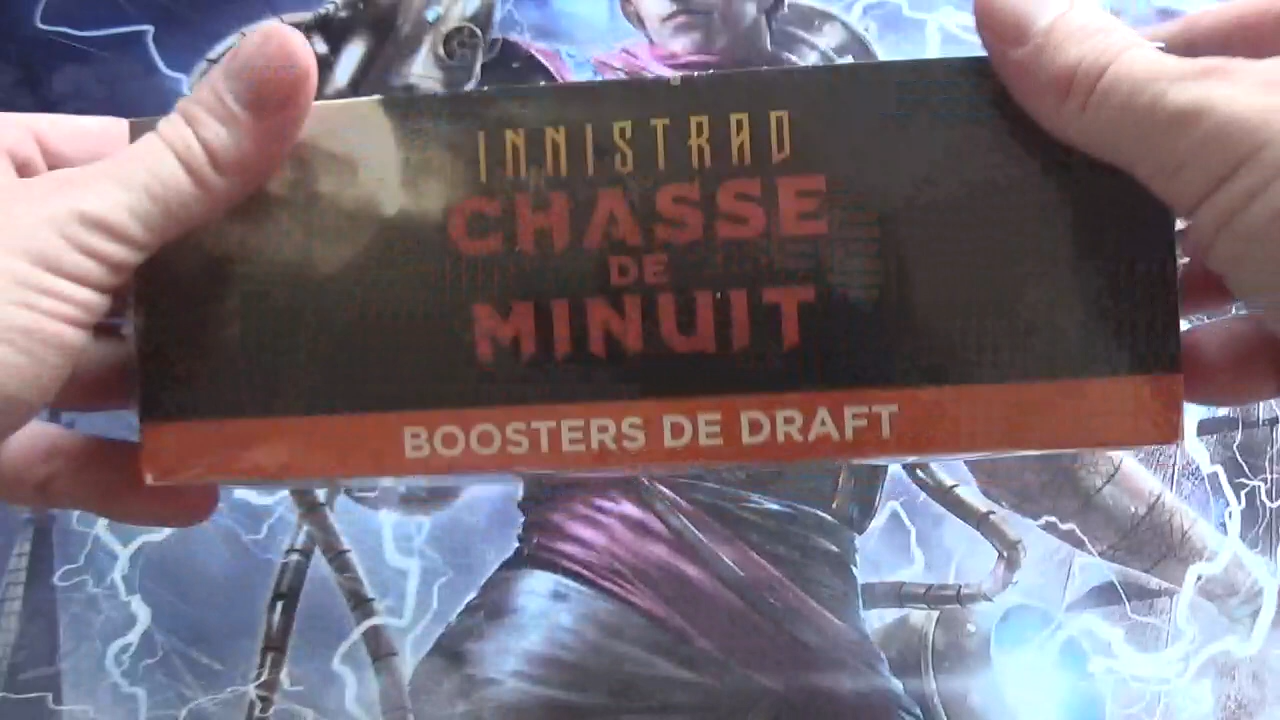 INNISTRAD
CHASSE
DE
MINUIT
BOOSTERS DE DRAFT